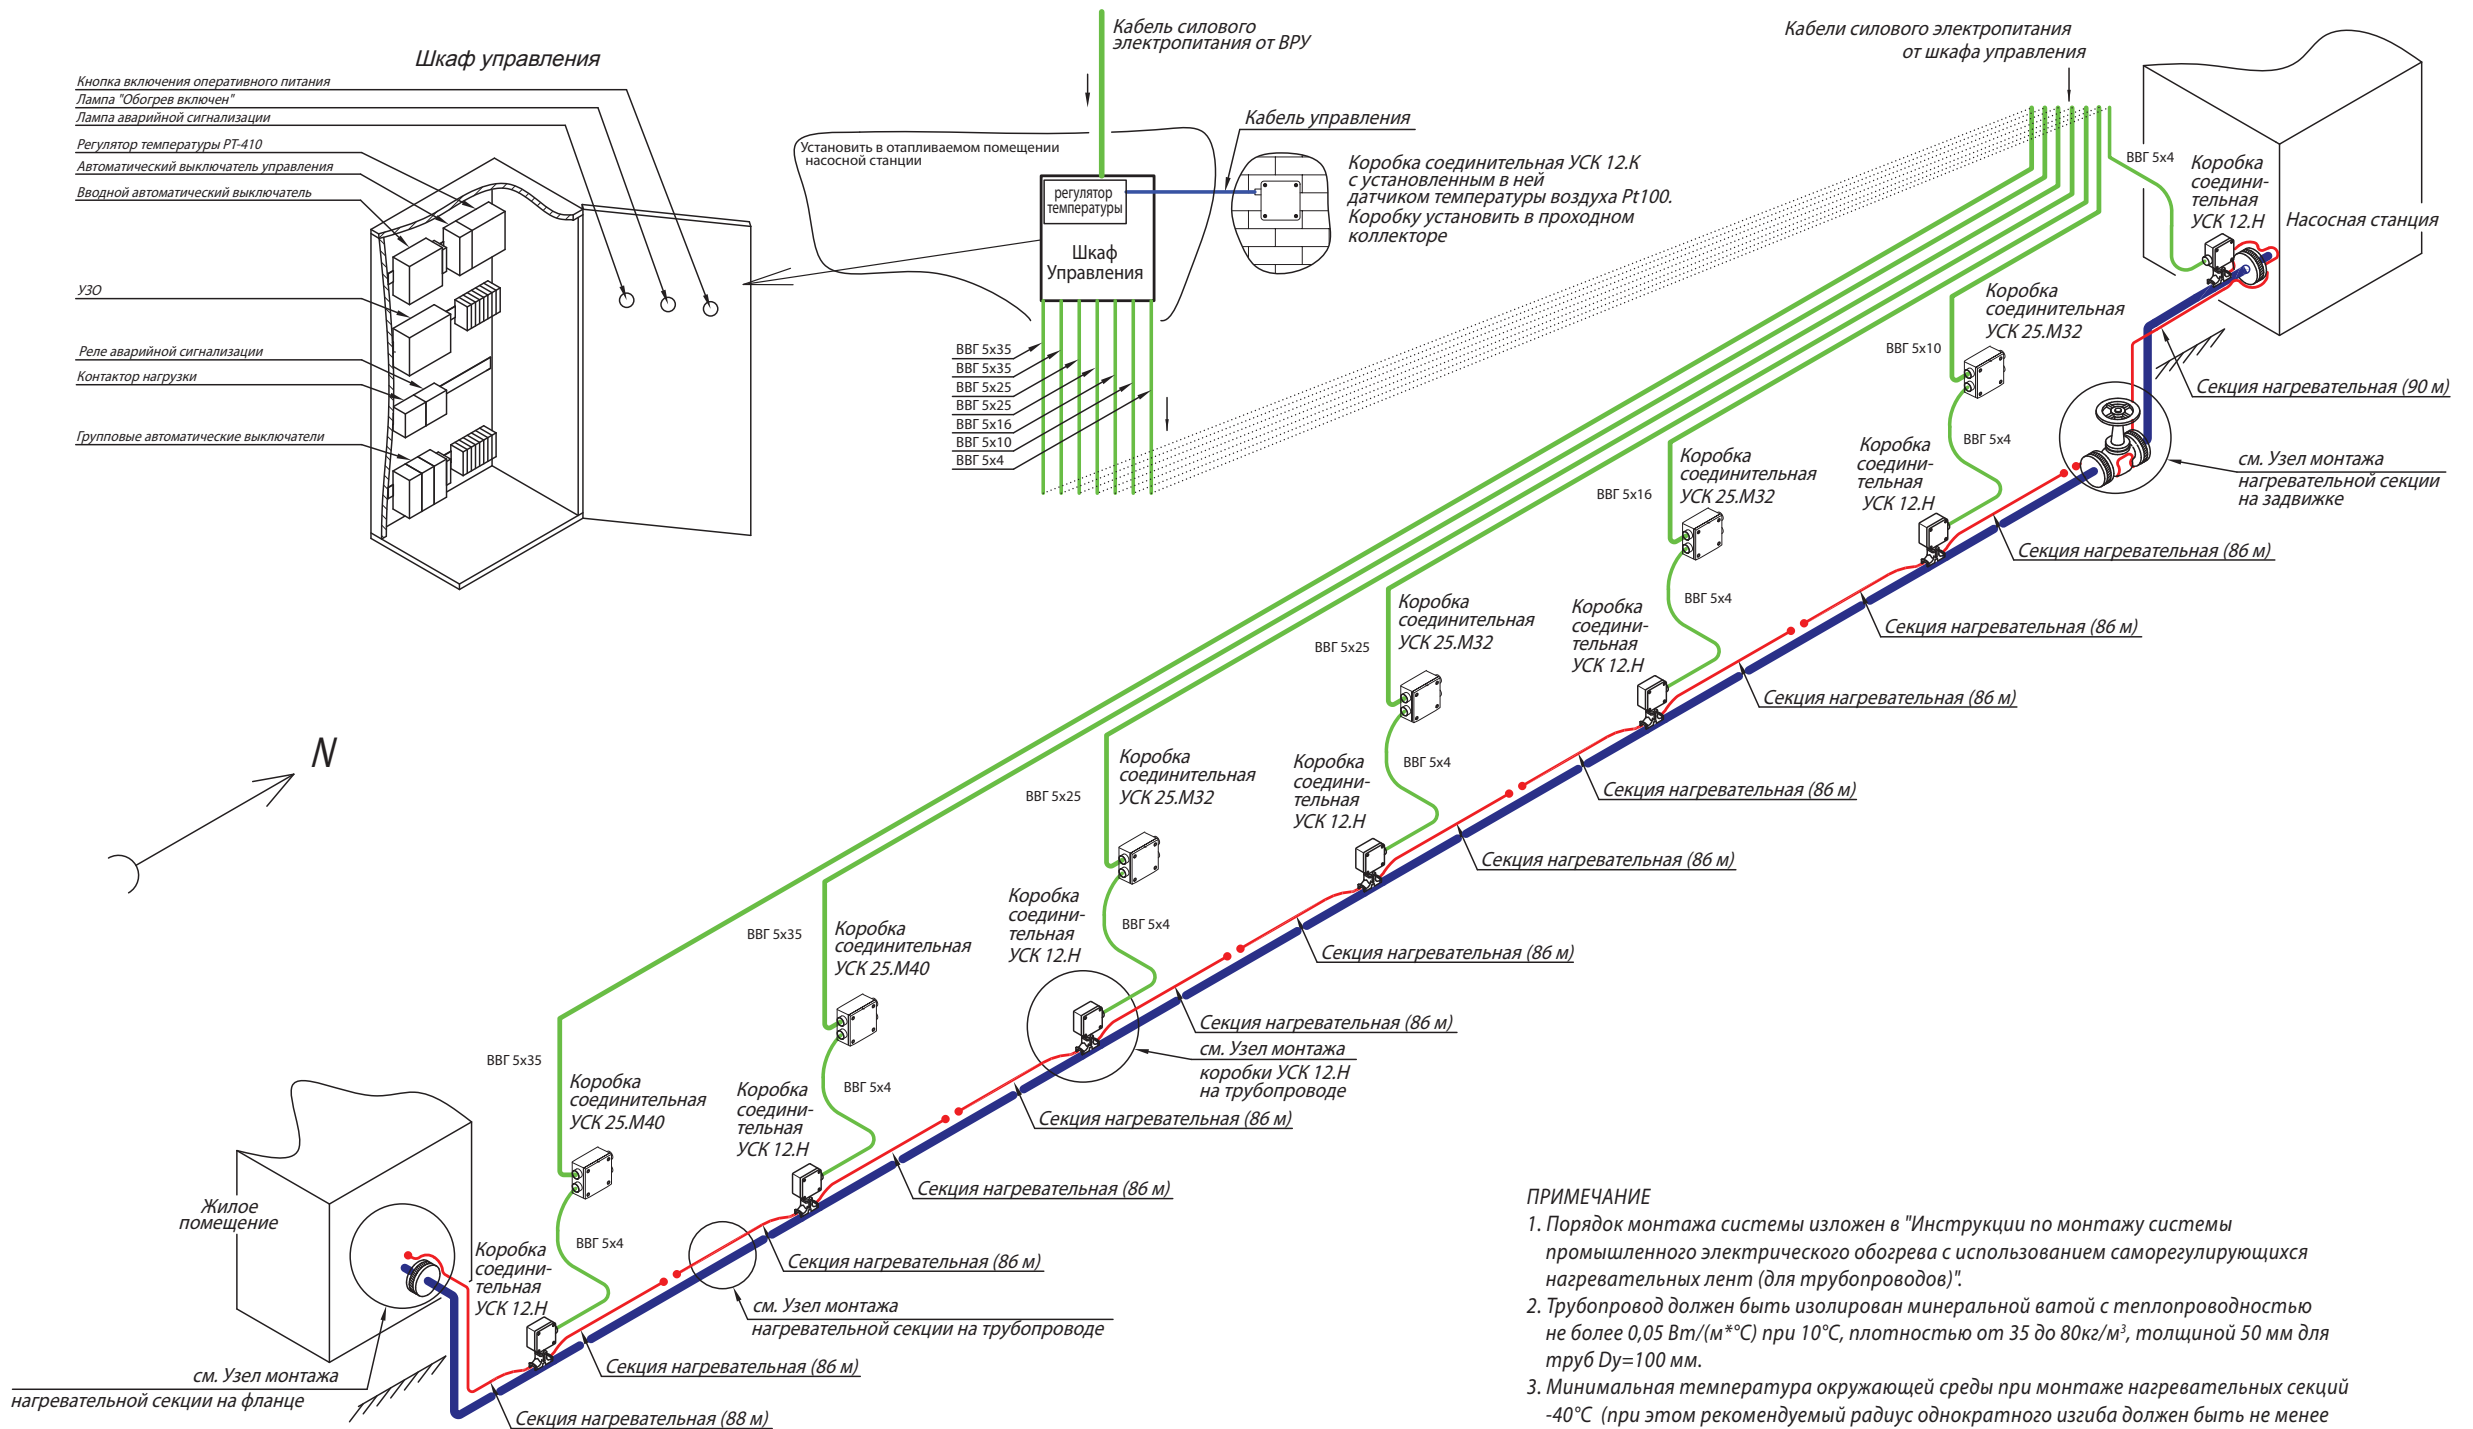 Шкаф управления
Кнопка включения оперативного питания
Лампа "Обогрев включен"
Лампа аварийной сигнализации
Регулятор температуры РТ-410
Автоматический выключатель управления
Вводной автоматический выключатель
УЗО
Реле аварийной сигнализации
Контактор нагрузки
Групповые автоматические выключатели
Кабель силового
электропитания от ВРУ
Установить в отапливаемом помещении
насосной станции
регулятор
температуры
Шкаф
Управления
Кабель управления
Коробка соединительная УСК 12.К
с установленным в ней
датчиком температуры воздуха Pt100.
Коробку установить в проходном
коллекторе
ВВГ 5х35
ВВГ 5х35
ВВГ 5х25
ВВГ 5х25
ВВГ 5х16
ВВГ 5х10
ВВГ 5х4
Кабели силового электропитания
от шкафа управления
ВВГ 5х4
Коробка
соедини-
тельная
УСК 12.Н
Насосная станция
Коробка
соединительная
УСК 25.М32
ВВГ 5х10
Секция нагревательная (90 м)
ВВГ 5х4
Коробка
соедини-
тельная
УСК 12.Н
см. Узел монтажа
нагревательной секции
на задвижке
Коробка
соединительная
УСК 25.М32
ВВГ 5х16
Секция нагревательная (86 м)
ВВГ 5х4
Коробка
соедини-
тельная
УСК 12.Н
Секция нагревательная (86 м)
Коробка
соединительная
УСК 25.М32
ВВГ 5х25
Секция нагревательная (86 м)
ВВГ 5х4
Коробка
соедини-
тельная
УСК 12.Н
Секция нагревательная (86 м)
Коробка
соединительная
УСК 25.М32
ВВГ 5х25
Секция нагревательная (86 м)
ВВГ 5х4
Коробка
соедини-
тельная
УСК 12.Н
Секция нагревательная (86 м)
Коробка
соединительная
УСК 25.М40
ВВГ 5х35
Секция нагревательная (86 м)
см. Узел монтажа
коробки УСК 12.Н
на трубопроводе
ВВГ 5х4
Коробка
соедини-
тельная
УСК 12.Н
Секция нагревательная (86 м)
Коробка
соединительная
УСК 25.М40
ВВГ 5х35
Секция нагревательная (86 м)
ВВГ 5х4
Коробка
соедини-
тельная
УСК 12.Н
Секция нагревательная (86 м)
см. Узел монтажа
нагревательной секции на трубопроводе
Секция нагревательная (86 м)
Секция нагревательная (88 м)
Жилое
помещение
см. Узел монтажа
нагревательной секции на фланце
N
ПРИМЕЧАНИЕ
1. Порядок монтажа системы изложен в "Инструкции по монтажу системы
промышленного электрического обогрева с использованием саморегулирующихся
нагревательных лент (для трубопроводов)".
2. Трубопровод должен быть изолирован минеральной ватой с теплопроводностью
не более 0,05 Вт/(м*°С) при 10°С, плотностью от 35 до 80кг/м³, толщиной 50 мм для
труб Dу=100 мм.
3. Минимальная температура окружающей среды при монтаже нагревательных секций
-40°С (при этом рекомендуемый радиус однократного изгиба должен быть не менее